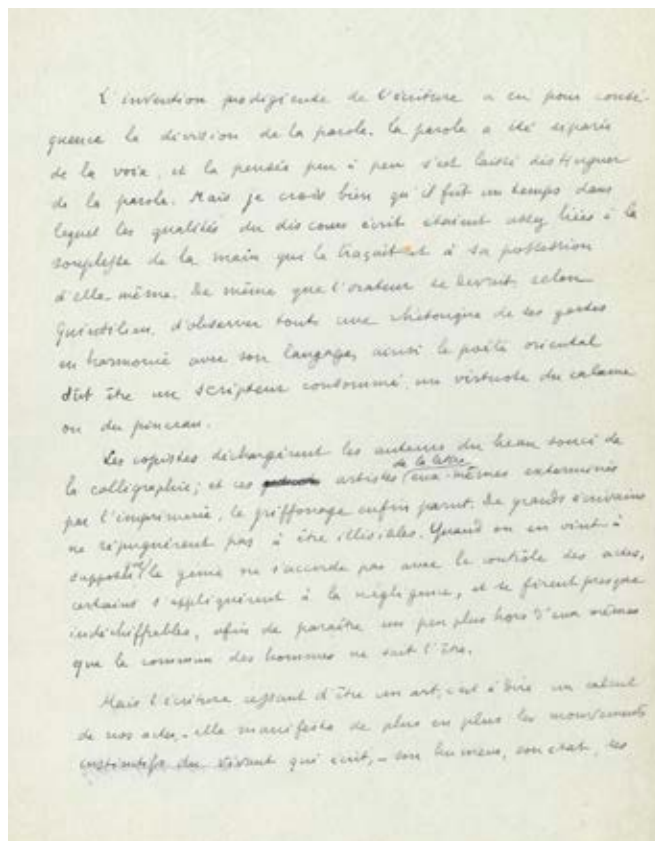 L'invention prodigieuse de l'écriture a eu pour consé-
quence la division de la parole. La parole a été séparée
de la voix, et la pensée peu à peu s'est laissé distinguer
de la parole. Mais je crois bien qu'il fut un temps dans
lequel les qualités du discours écrit étaient assez liées à la
souplesse de la main qui le traçait et à sa possession
d'elle-même. De même que l'orateur se devait, selon
Quintilien, d'observer toute une rhétorique de ses gestes
en harmonie avec son langage, ainsi le poète oriental
dût être un scripteur consommé, un virtuose du calame
ou du pinceau.
Les copistes déchargèrent les auteurs du beau souci de
la calligraphie; et ces artistes de la lettre eux-mêmes exterminés
par l'imprimerie, le griffonage enfin parut. De grands écrivains
ne répugnèrent pas à être illisibles. Quand on en vint à
supposer que le génie ne s'accorde pas avec le contrôle des actes,
certains s'appliquèrent à la négligence, et se firent presque
indéchiffrables, afin de paraître un peu plus hors d'eux mêmes
que le commun des hommes ne sait l'être.
Mais l'écriture cessant d'être un art, c'est à dire un calcul
de nos actes, - elle manifeste de plus en plus les mouvements
instinctifs du vivant qui écrit, - son humeur, son état, ses